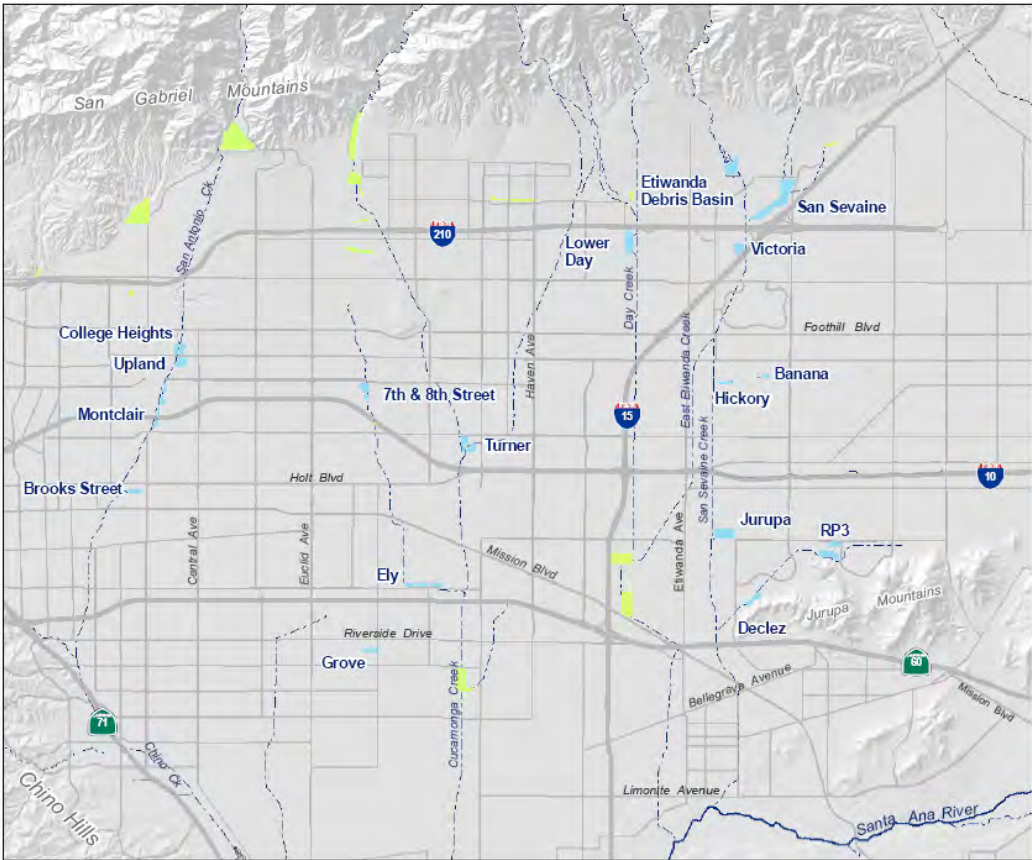 San Gabriel Mountains
San Antonio Ck
Etiwanda
Debris Basin
San Sevaine
210
Lower
Day
Victoria
Day Creek
College Heights
Upland
Foothill Blvd
Haven Ave
East Etiwanda Creek
Banana
Hickory
7th & 8th Street
Montclair
15
San Sevaine Creek
Turner
10
Holt Blvd
Brooks Street
Central Ave
Euclid Ave
Mission Blvd
Etiwanda Ave
Jurupa
RP3
Ely
Jurupa Mountains
Declez
Riverside Drive
Grove
Cucamonga Creek
60
Bellegrave Avenue
Mission Blvd
71
Chino Ck
Chino Hills
Limonite Avenue
Santa Ana River